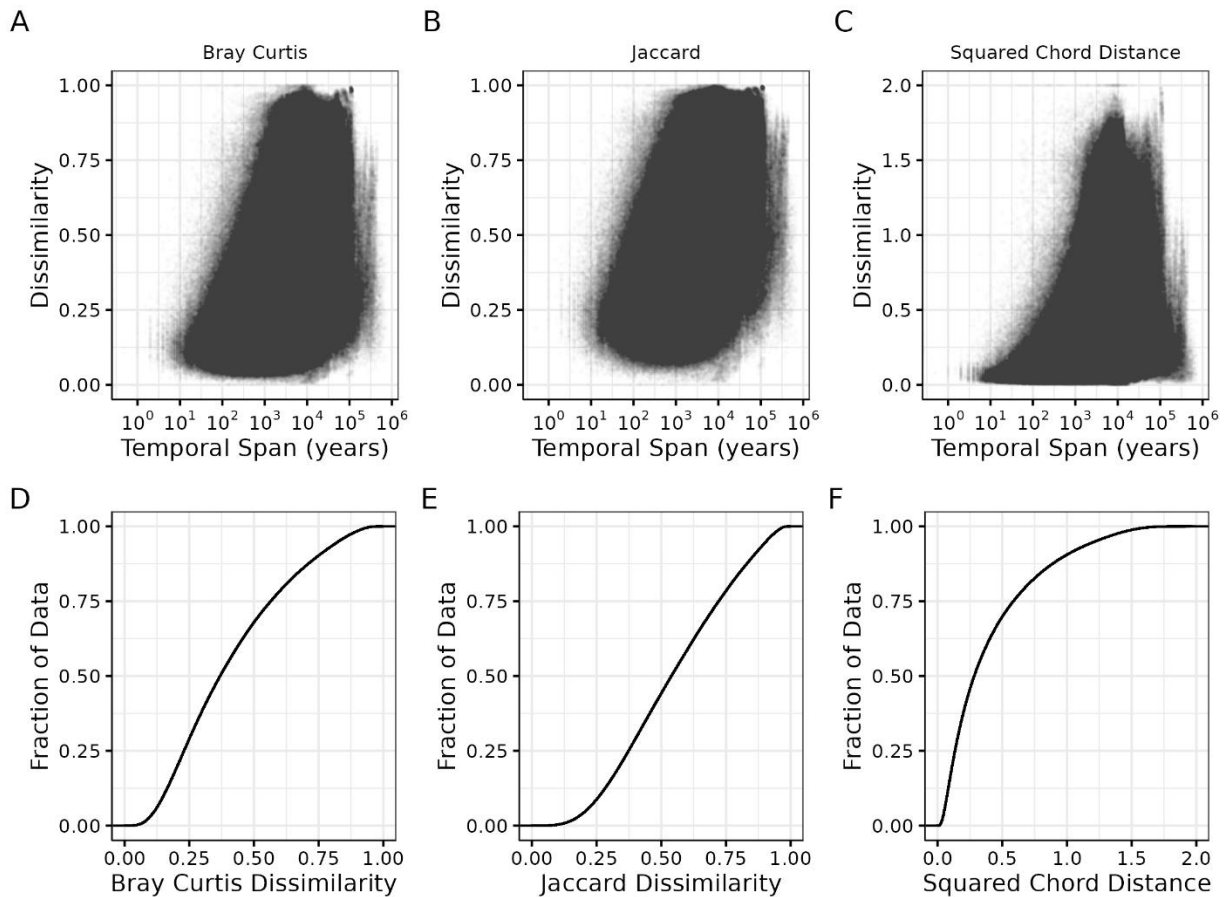 A
B
C
Bray Curtis
Jaccard
Squared Chord Distance
Dissimilarity
1.00
0.75
0.50
0.25
0.00
10⁰ 10¹ 10² 10³ 10⁴ 10⁵ 10⁶
Temporal Span (years)
Dissimilarity
1.00
0.75
0.50
0.25
0.00
10⁰ 10¹ 10² 10³ 10⁴ 10⁵ 10⁶
Temporal Span (years)
Dissimilarity
2.0
1.5
1.0
0.5
0.0
10⁰ 10¹ 10² 10³ 10⁴ 10⁵ 10⁶
Temporal Span (years)
D
E
F
Fraction of Data
1.00
0.75
0.50
0.25
0.00
0.00 0.25 0.50 0.75 1.00
Bray Curtis Dissimilarity
Fraction of Data
1.00
0.75
0.50
0.25
0.00
0.00 0.25 0.50 0.75 1.00
Jaccard Dissimilarity
Fraction of Data
1.00
0.75
0.50
0.25
0.00
0.0 0.5 1.0 1.5 2.0
Squared Chord Distance